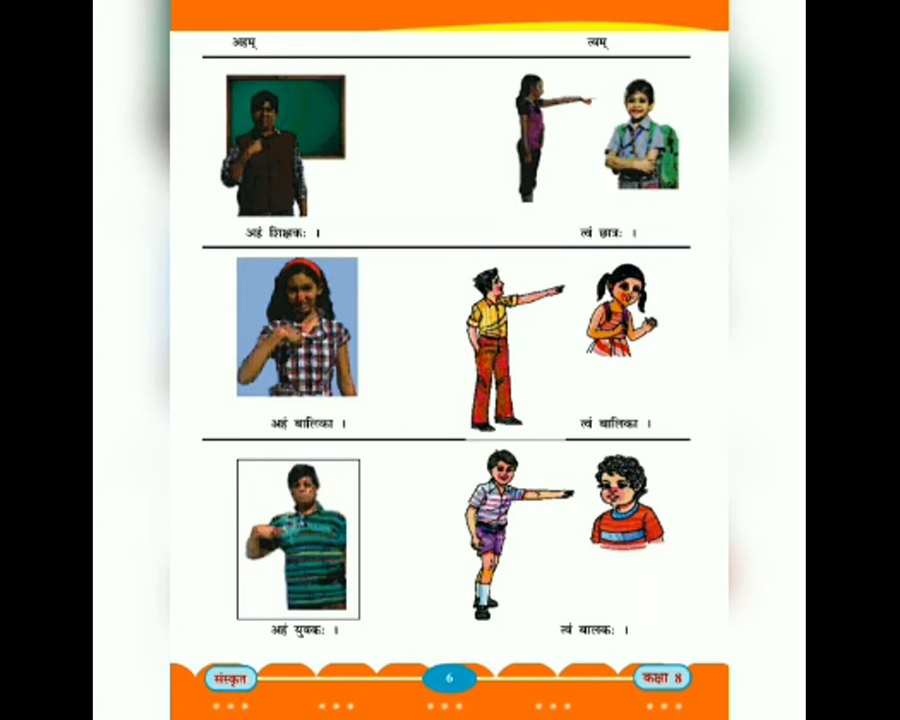 अहम् त्वम्
अहं शिक्षकः । त्वं छात्रः ।
अहं बालिका । त्वं बालिका ।
अहं युवकः । त्वं बालकः ।
संस्कृत 6 कक्षा 8